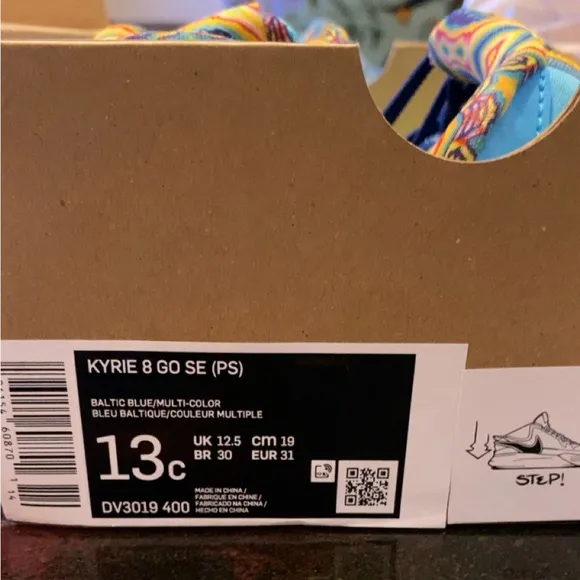 KYRIE 8 GO SE (PS)
BALTIC BLUE/MULTI-COLOR
BLEU BALTIQUE/COULEUR MULTIPLE
13C
UK 12.5 CM 19
BR 30 EUR 31
MADE IN CHINA /
FABRIQUE EN CHINE /
FABRICADO NA CHINA /
HECHO EN CHINA
DV3019 400
60870
14
STEP!